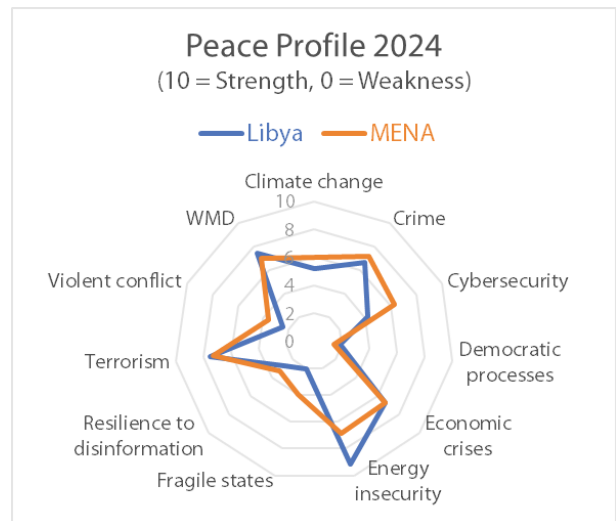 Peace Profile 2024
(10 = Strength, 0 = Weakness)
Libya MENA
Climate change
10
WMD
Crime
8
6
Violent conflict
Cybersecurity
4
2
0
Terrorism
Democratic
processes
Resilience to
disinformation
Economic
crises
Fragile states
Energy
insecurity